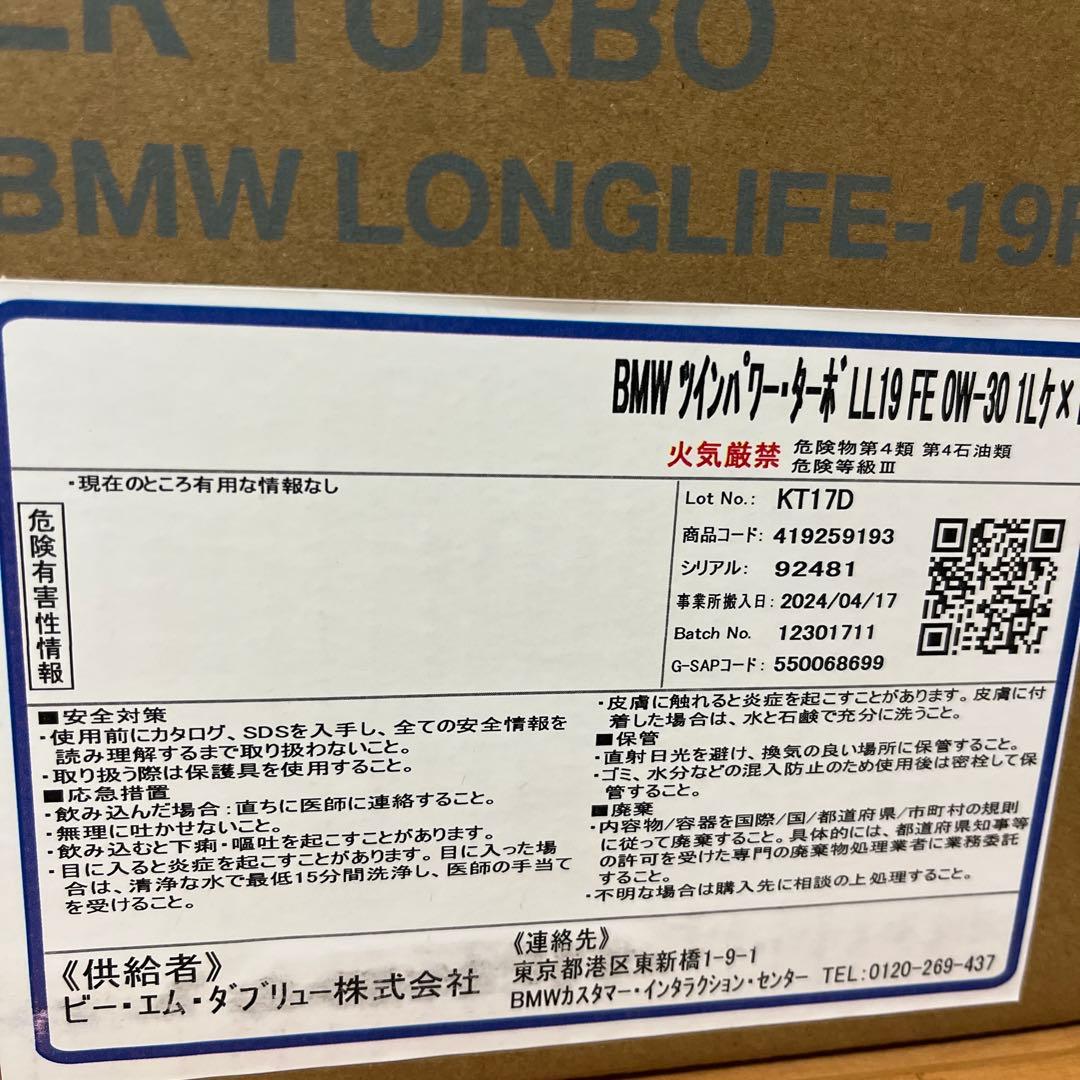 TURBO
BMW LONGLIFE-19F
BMW ﾂｲﾝﾊﾟﾜｰ･ﾀｰﾎﾞ LL19 FE 0W-30 1Lｹ×
火気厳禁 危険物第4類 第4石油類
危険等級Ⅲ
・現在のところ有用な情報なし
危険有害性情報
Lot No.: KT17D
商品コード: 419259193
シリアル: 92481
事業所搬入日: 2024/04/17
Batch No. 12301711
G-SAPコード: 550068699
■安全対策
・使用前にカタログ、SDSを入手し、全ての安全情報を
読み理解するまで取り扱わないこと。
・取り扱う際は保護具を使用すること。
■応急措置
・飲み込んだ場合:直ちに医師に連絡すること。
・無理に吐かせないこと。
・飲み込むと下痢・嘔吐を起こすことがあります。
・目に入ると炎症を起こすことがあります。目に入った場
合は、清浄な水で最低15分間洗浄し、医師の手当て
を受けること。
・皮膚に触れると炎症を起こすことがあります。皮膚に付
着した場合は、水と石鹸で充分に洗うこと。
■保管
・直射日光を避け、換気の良い場所に保管すること。
・ゴミ、水分などの混入防止のため使用後は密栓して保
管すること。
■廃棄
・内容物/容器を国際/国/都道府県/市町村の規則
に従って廃棄すること。具体的には、都道府県知事等
の許可を受けた専門の廃棄物処理業者に業務委託
すること。
・不明な場合は購入先に相談の上処理すること。
《供給者》
ビー・エム・ダブリュー株式会社
《連絡先》
東京都港区東新橋1-9-1
BMWカスタマー・インタラクション・センター TEL:0120-269-437